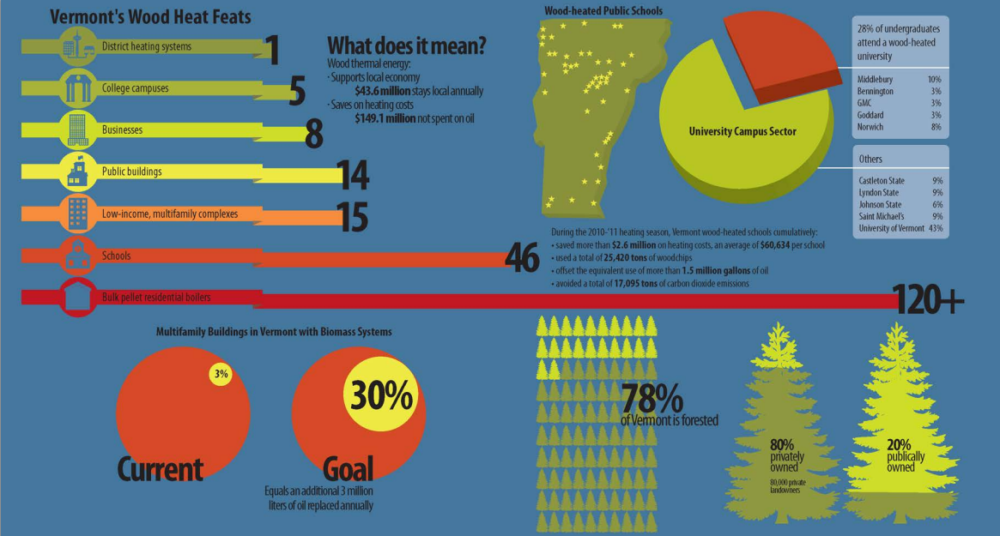 Vermont's Wood Heat Feats
District heating systems
1
College campuses
5
Businesses
8
Public buildings
14
Low-income, multifamily complexes
15
Schools
46
Bulk pellet residential boilers
120+
What does it mean?
Wood thermal energy:
· Supports local economy
$43.6 million stays local annually
· Saves on heating costs
$149.1 million not spent on oil
Wood-heated Public Schools
University Campus Sector
28% of undergraduates
attend a wood-heated
university
Middlebury 10%
Bennington 3%
GMC 3%
Goddard 3%
Norwich 8%
Others
Castleton State 9%
Lyndon State 9%
Johnson State 6%
Saint Michael's 9%
University of Vermont 43%
During the 2010-'11 heating season, Vermont wood-heated schools cumulatively:
• saved more than $2.6 million on heating costs, an average of $60,634 per school
• used a total of 25,420 tons of woodchips
• offset the equivalent use of more than 1.5 million gallons of oil
• avoided a total of 17,095 tons of carbon dioxide emissions
Multifamily Buildings in Vermont with Biomass Systems
3%
Current
30%
Goal
Equals an additional 3 million
liters of oil replaced annually
78%
of Vermont is forested
80%
privately
owned
80,000 private
landowners
20%
publically
owned